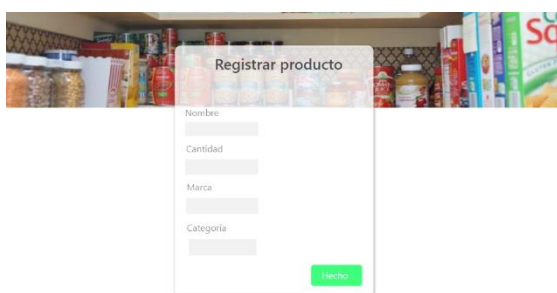 Registrar producto
Nombre
Cantidad
Marca
Categoría
Hecho